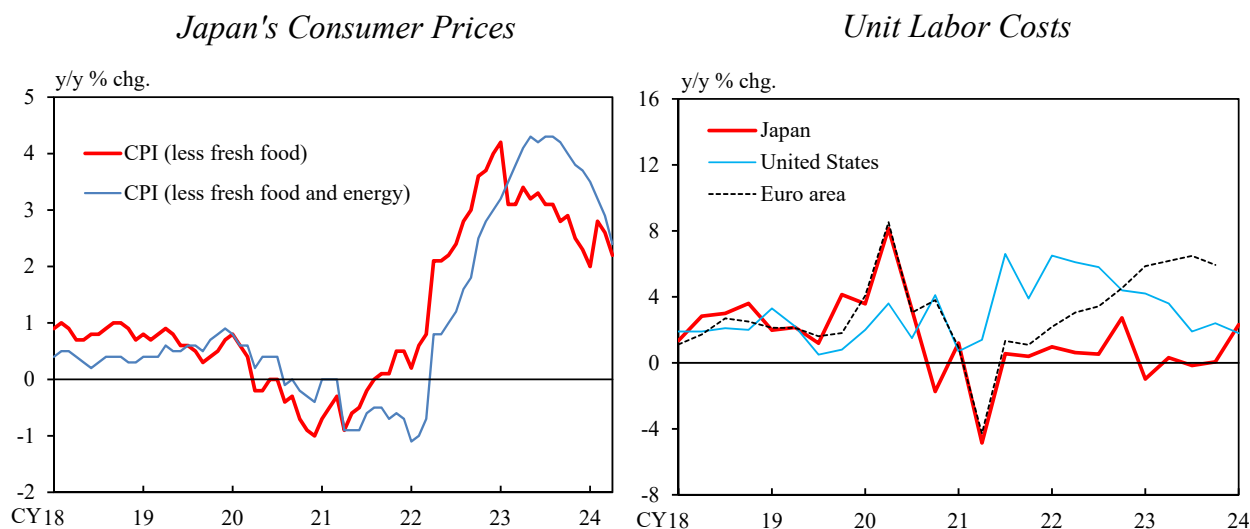 Japan's Consumer Prices
y/y % chg.
5
4
3
2
1
0
-1
-2
CPI (less fresh food)
CPI (less fresh food and energy)
CY18 19 20 21 22 23 24
Unit Labor Costs
y/y % chg.
16
12
8
4
0
-4
-8
Japan
United States
Euro area
CY18 19 20 21 22 23 24